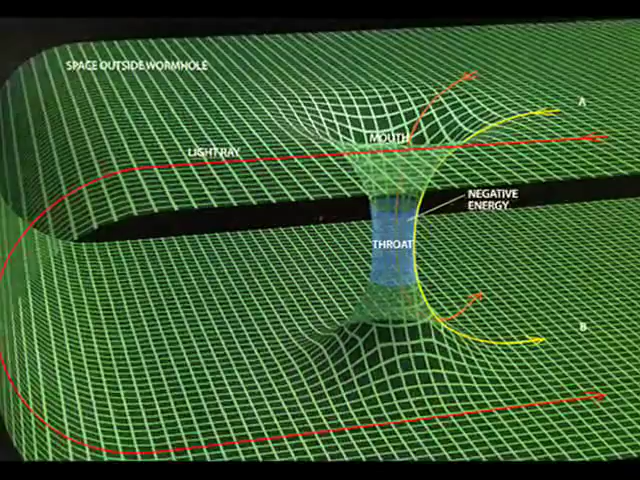 SPACE OUTSIDE WORMHOLE
A
MOUTH
LIGHT RAY
NEGATIVE
ENERGY
THROAT
B